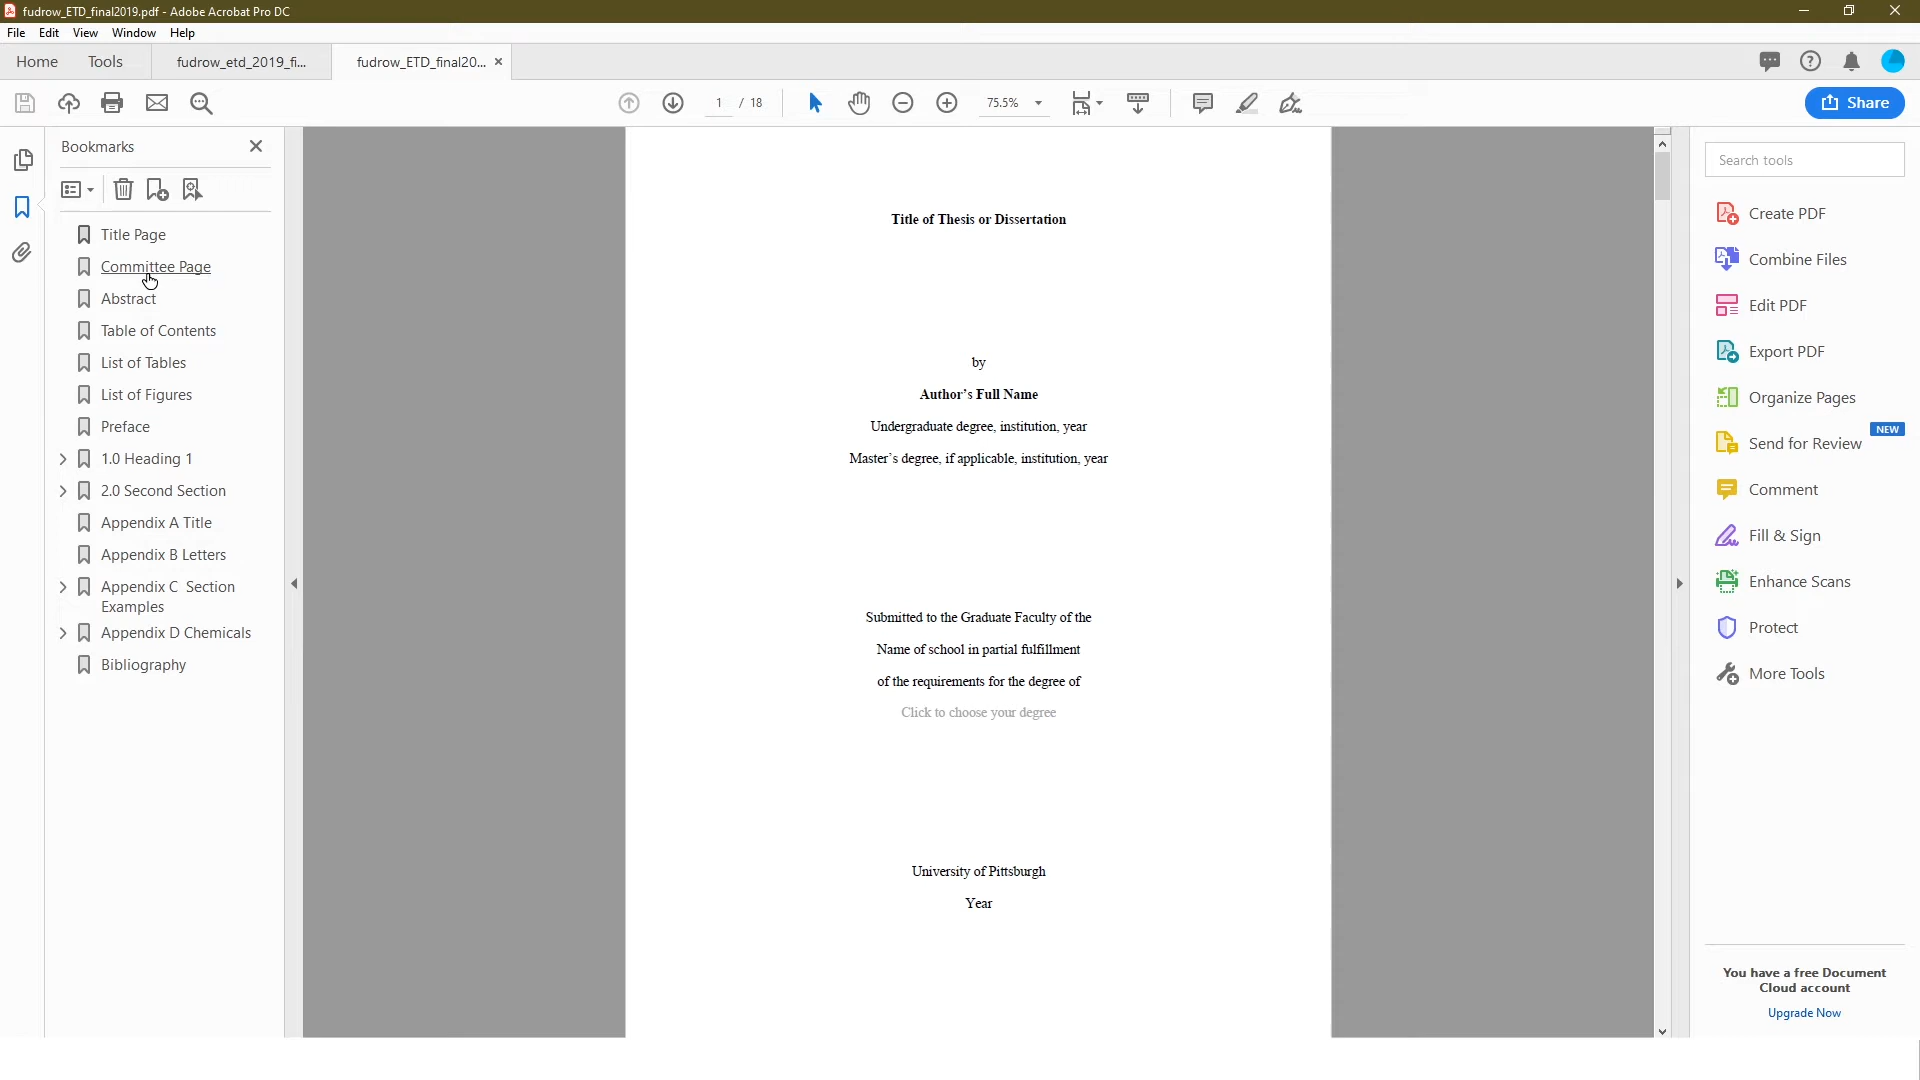 fudrow_ETD_final2019.pdf - Adobe Acrobat Pro DC
File Edit View Window Help
Home Tools fudrow_etd_2019_fi... fudrow_ETD_final20...
1 / 18 75.5% Share
Bookmarks
Title Page
Committee Page
Abstract
Table of Contents
List of Tables
List of Figures
Preface
1.0 Heading 1
2.0 Second Section
Appendix A Title
Appendix B Letters
Appendix C Section
Examples
Appendix D Chemicals
Bibliography
Title of Thesis or Dissertation
by
Author's Full Name
Undergraduate degree, institution, year
Master's degree, if applicable, institution, year
Submitted to the Graduate Faculty of the
Name of school in partial fulfillment
of the requirements for the degree of
Click to choose your degree
University of Pittsburgh
Year
Search tools
Create PDF
Combine Files
Edit PDF
Export PDF
Organize Pages
NEW
Send for Review
Comment
Fill & Sign
Enhance Scans
Protect
More Tools
You have a free Document
Cloud account
Upgrade Now